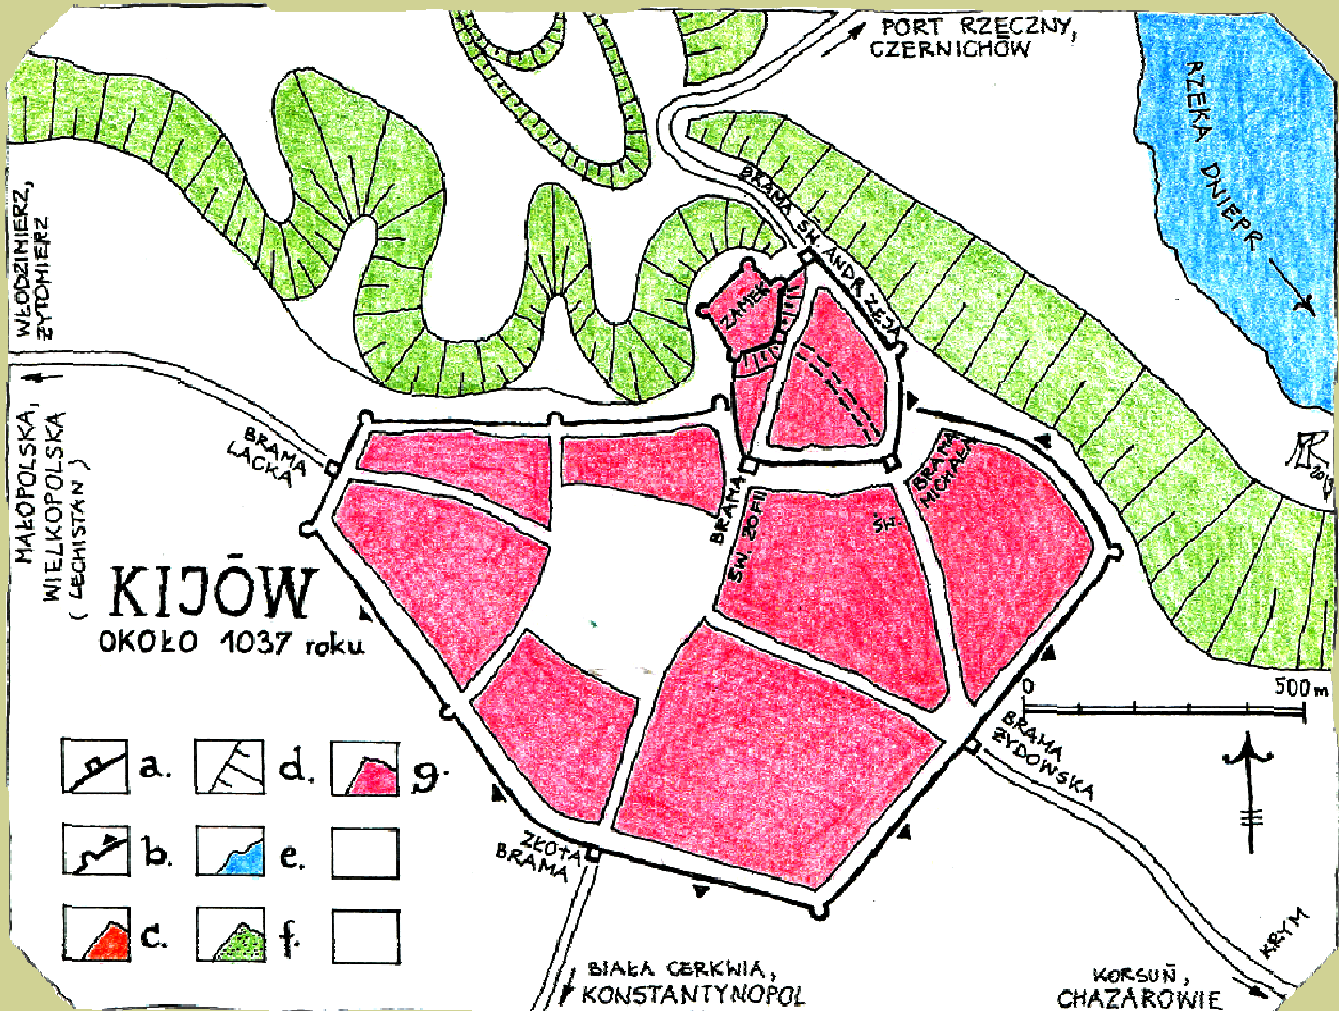 PORT RZECZNY,
CZERNICHÓW
RZEKA DNIEPR
WŁODZIMIERZ,
ŻYTOMIERZ
BRAMA ŚW. ANDRZEJA
ZAMEK
MAŁOPOLSKA,
WIELKOPOLSKA
(LECHISTAN)
BRAMA
LACKA
BRAMA
ŚW. ZOFII
BRAMA
ŚW. MICHAŁA
KIJÓW
OKOŁO 1037 roku
0 500m
BRAMA
ŻYDOWSKA
a. d. g.
b. e.
c. f.
ZŁOTA
BRAMA
BIAŁA CERKWIA,
KONSTANTYNOPOL
KRYM
KORSUŃ,
CHAZAROWIE